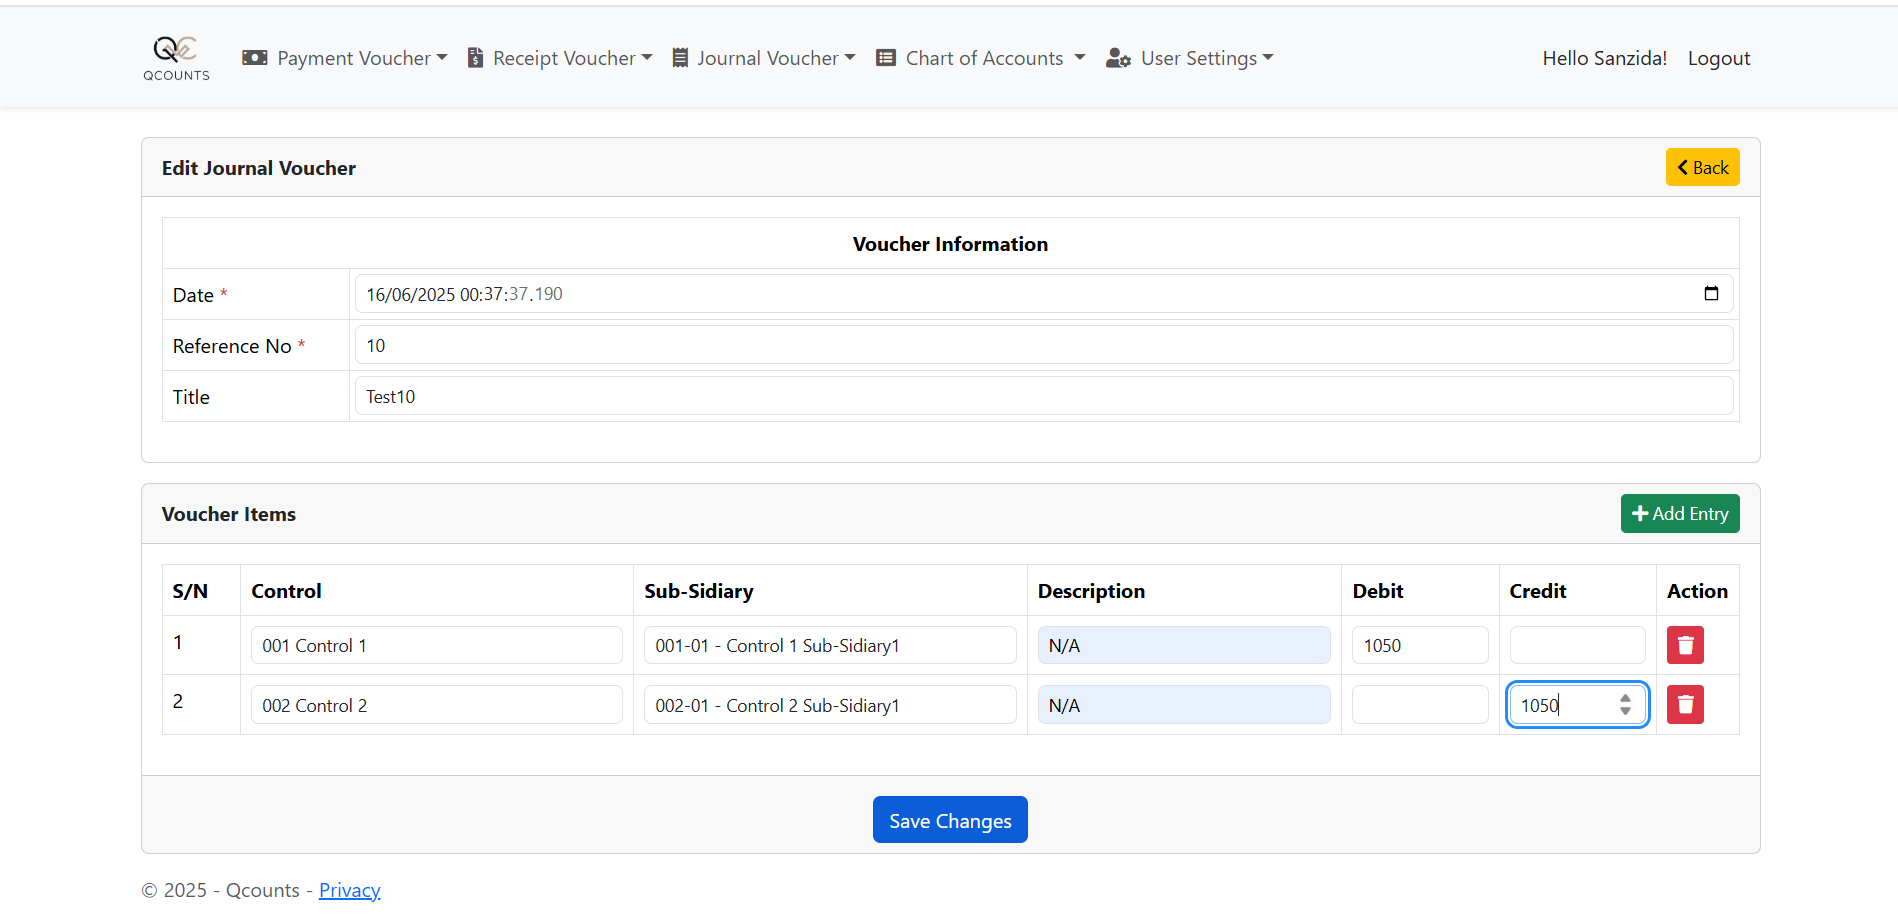 QCOUNTS Payment Voucher Receipt Voucher Journal Voucher Chart of Accounts User Settings Hello Sanzida! Logout
Edit Journal Voucher Back
Voucher Information
Date * 16/06/2025 00:37:37.190
Reference No * 10
Title Test10
Voucher Items Add Entry
S/N Control Sub-Sidiary Description Debit Credit Action
1 001 Control 1 001-01 - Control 1 Sub-Sidiary1 N/A 1050
2 002 Control 2 002-01 - Control 2 Sub-Sidiary1 N/A 1050
Save Changes
© 2025 - Qcounts - Privacy